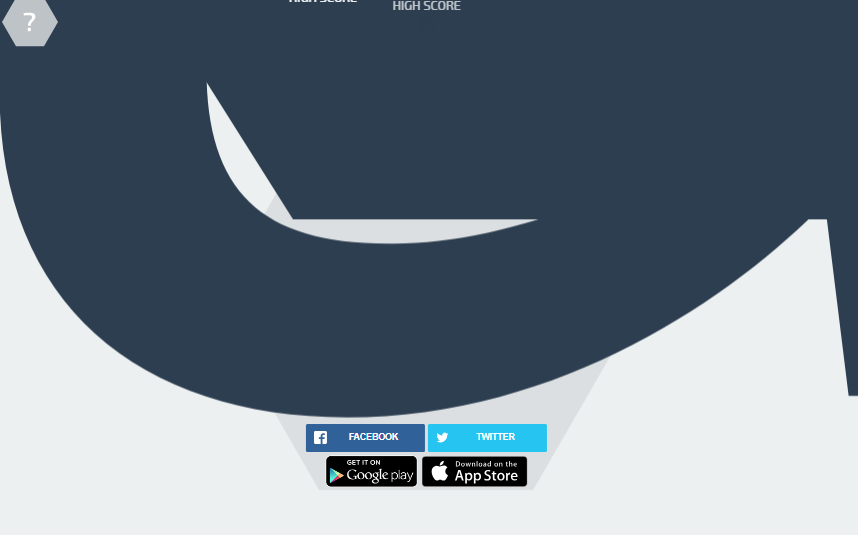 HIGH SCORE
HIGH SCORE
?
FACEBOOK
TWITTER
GET IT ON
Google play
Download on the
App Store